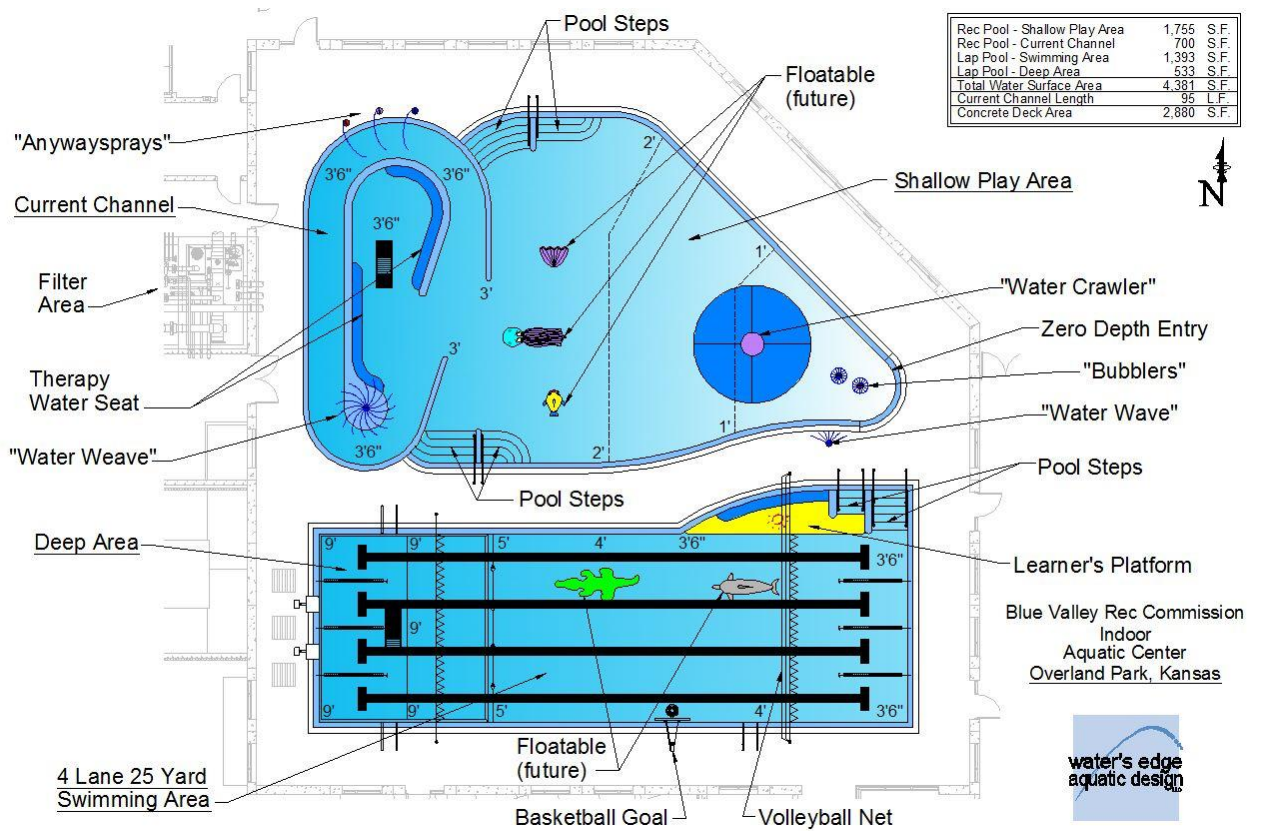 Pool Steps
Rec Pool - Shallow Play Area 1,755 S.F.
Rec Pool - Current Channel 700 S.F.
Lap Pool - Swimming Area 1,393 S.F.
Lap Pool - Deep Area 533 S.F.
Total Water Surface Area 4,381 S.F.
Current Channel Length 95 L.F.
Concrete Deck Area 2,880 S.F.
Floatable
(future)
"Anywaysprays"
2'
N
3'6"
3'6"
Shallow Play Area
Current Channel
3'6"
1'
Filter
Area
3'
"Water Crawler"
Zero Depth Entry
3'
"Bubblers"
Therapy
Water Seat
"Water Wave"
1'
"Water Weave"
3'6"
2'
Pool Steps
Pool Steps
Deep Area
9'
9'
5'
4'
3'6"
3'6"
Learner's Platform
9'
Blue Valley Rec Commission
Indoor
Aquatic Center
Overland Park, Kansas
9'
9'
5'
4'
3'6"
Floatable
(future)
4 Lane 25 Yard
Swimming Area
Basketball Goal
Volleyball Net
water's edge
aquatic design
LLC